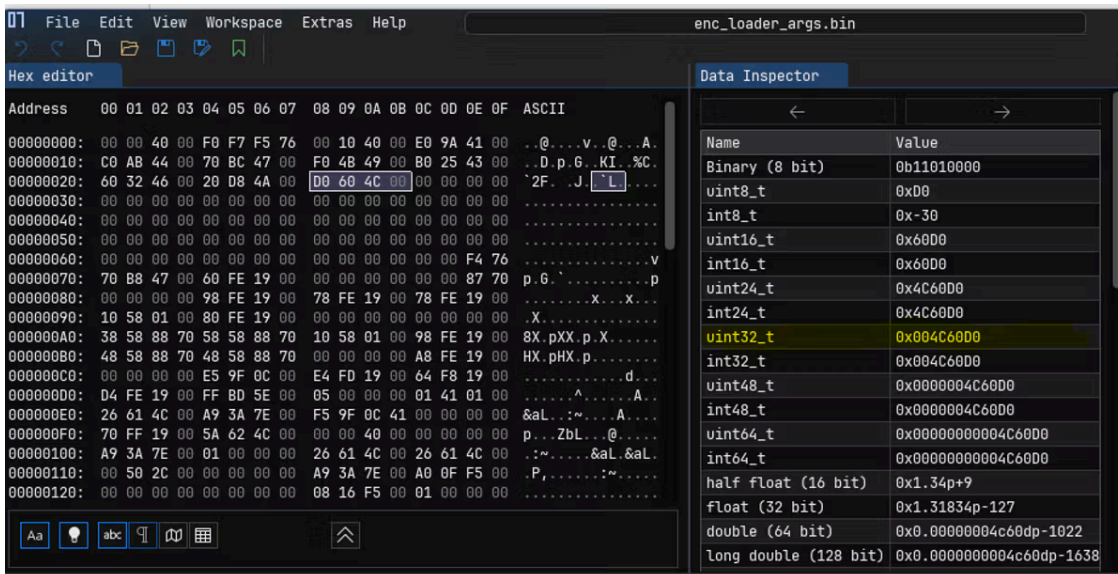 File Edit View Workspace Extras Help
enc_loader_args.bin
Hex editor
Address 00 01 02 03 04 05 06 07 08 09 0A 0B 0C 0D 0E 0F ASCII
00000000: 00 00 40 00 F0 F7 F5 76 00 10 40 00 E0 9A 41 00 ..@....v..@...A.
00000010: C0 AB 44 00 70 BC 47 00 F0 4B 49 00 B0 25 43 00 ..D.p.G..KI..%C.
00000020: 60 32 46 00 20 D8 4A 00 D0 60 4C 00 00 00 00 00 `2F. .J..`L.....
00000030: 00 00 00 00 00 00 00 00 00 00 00 00 00 00 00 00 ................
00000040: 00 00 00 00 00 00 00 00 00 00 00 00 00 00 00 00 ................
00000050: 00 00 00 00 00 00 00 00 00 00 00 00 00 00 00 00 ................
00000060: 00 00 00 00 00 00 00 00 00 00 00 00 00 00 F4 76 ...............v
00000070: 70 B8 47 00 60 FE 19 00 00 00 00 00 00 00 87 70 p.G.`..........p
00000080: 00 00 00 00 98 FE 19 00 78 FE 19 00 78 FE 19 00 ........x...x...
00000090: 10 58 01 00 80 FE 19 00 00 00 00 00 00 00 00 00 .X..............
000000A0: 38 58 88 70 58 58 88 70 10 58 01 00 98 FE 19 00 8X.pXX.p.X......
000000B0: 48 58 88 70 48 58 88 70 00 00 00 00 A8 FE 19 00 HX.pHX.p........
000000C0: 00 00 00 00 E5 9F 0C 00 E4 FD 19 00 64 F8 19 00 ............d...
000000D0: D4 FE 19 00 FF BD 5E 00 05 00 00 00 01 41 01 00 ......^......A..
000000E0: 26 61 4C 00 A9 3A 7E 00 F5 9F 0C 41 00 00 00 00 &aL..:~....A....
000000F0: 70 FF 19 00 5A 62 4C 00 00 00 40 00 00 00 00 00 p...ZbL...@.....
00000100: A9 3A 7E 00 01 00 00 00 26 61 4C 00 26 61 4C 00 .:~.....&aL.&aL.
00000110: 00 50 2C 00 00 00 00 00 A9 3A 7E 00 A0 0F F5 00 .P,......:~.....
00000120: 00 00 00 00 00 00 00 00 08 16 F5 00 01 00 00 00 ................
Aa abc
Data Inspector
Name Value
Binary (8 bit) 0b11010000
uint8_t 0xD0
int8_t 0x-30
uint16_t 0x60D0
int16_t 0x60D0
uint24_t 0x4C60D0
int24_t 0x4C60D0
uint32_t 0x004C60D0
int32_t 0x004C60D0
uint48_t 0x0000004C60D0
int48_t 0x0000004C60D0
uint64_t 0x00000000004C60D0
int64_t 0x00000000004C60D0
half float (16 bit) 0x1.34p+9
float (32 bit) 0x1.31834p-127
double (64 bit) 0x0.00000004c60dp-1022
long double (128 bit) 0x0.0000000004c60dp-1638